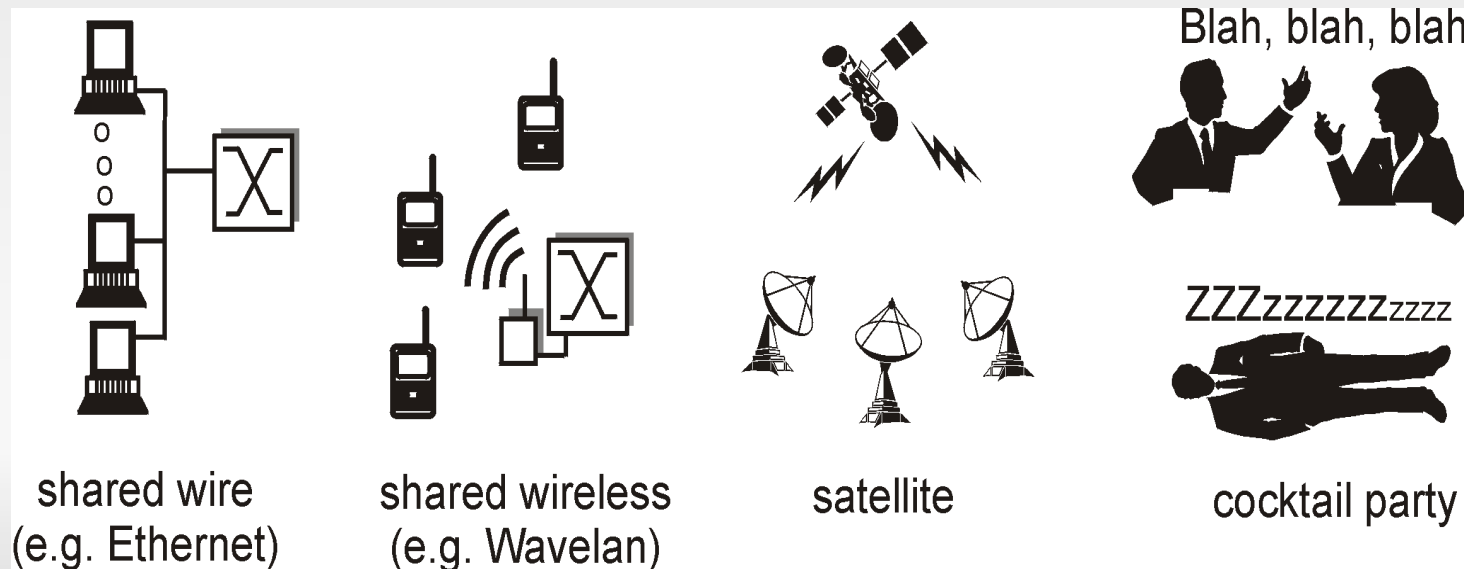 Blah, blah, blah
o
o
o
ZZZzzzzzzzzzz
shared wire
(e.g. Ethernet)
shared wireless
(e.g. Wavelan)
satellite
cocktail party